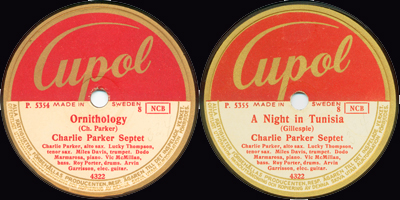 Cupol
P. 5354 MADE IN SWEDEN
8 NCB
Ornithology
(Ch. Parker)
Charlie Parker Septet
Charlie Parker, alto sax. Lucky Thompson,
tenor sax. Miles Davis, trumpet. Dodo
Marmarosa, piano. Vic McMillan,
bass. Roy Porter, drums. Arvin
Garrisson, elec. guitar.
4322
Cupol
P. 5355 MADE IN SWEDEN
8 NCB
A Night in Tunisia
(Gillespie)
Charlie Parker Septet
Charlie Parker, alto sax. Lucky Thompson,
tenor sax. Miles Davis, trumpet. Dodo
Marmarosa, piano. Vic McMillan,
bass. Roy Porter, drums. Arvin
Garrisson, elec. guitar.
4322